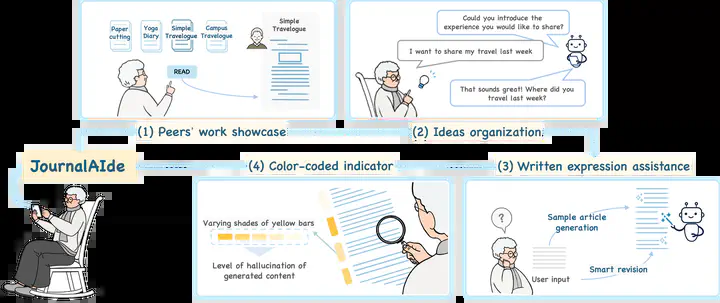 Paper
cutting
Yoga
Diary
Simple
Travelogue
Campus
Travelogue
Simple
Travelogue
READ
Could you introduce the
experience you would like to share?
I want to share my travel last week
That sounds great! Where did you
travel last week?
(1) Peers' work showcase
(2) Ideas organization.
JournalAIde
(4) Color-coded indicator
(3) Written expression assistance
Varying shades of yellow bars
Level of hallucination of
generated content
?
Sample article
generation
User input
Smart revision